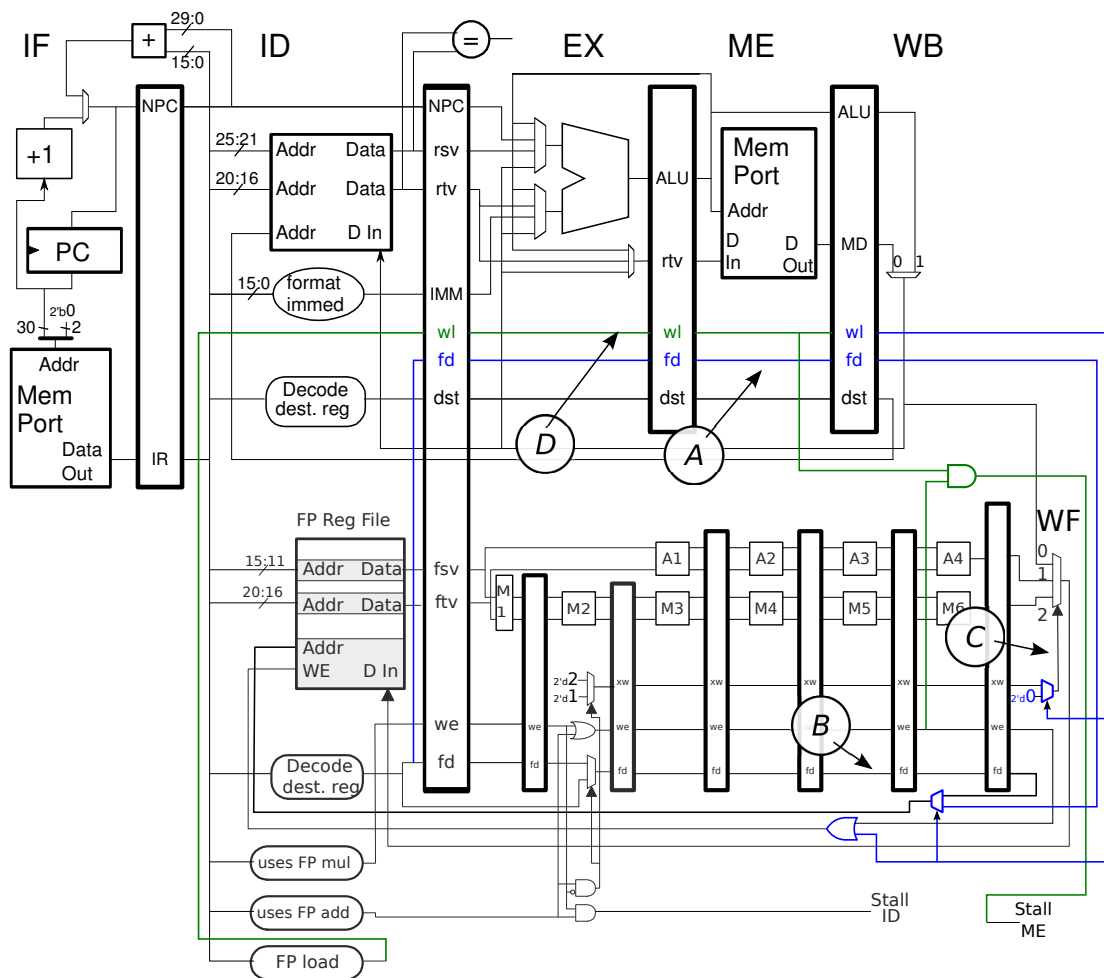 IF
ID
EX
ME
WB
29:0
15:0
+
=
NPC
NPC
ALU
+1
25:21
Addr
Data
rsv
20:16
Addr
Data
rtv
Addr
D In
ALU
Mem
Port
Addr
D
In
D
Out
MD
0
1
PC
rtv
15:0
format
immed
IMM
2'b0
30
2
Addr
Mem
Port
Data
Out
IR
wl
wl
wl
fd
fd
fd
Decode
dest. reg
dst
dst
dst
D
A
FP Reg File
WF
15:11
Addr
Data
fsv
20:16
Addr
Data
ftv
Addr
WE
D In
M
1
M2
A1
A2
A3
A4
M3
M4
M5
M6
0
1
2
C
2'd2
2'd1
xw
xw
xw
xw
2'd0
we
we
we
we
we
B
fd
fd
fd
fd
fd
fd
fd
Decode
dest. reg
uses FP mul
uses FP add
FP load
Stall
ID
Stall
ME